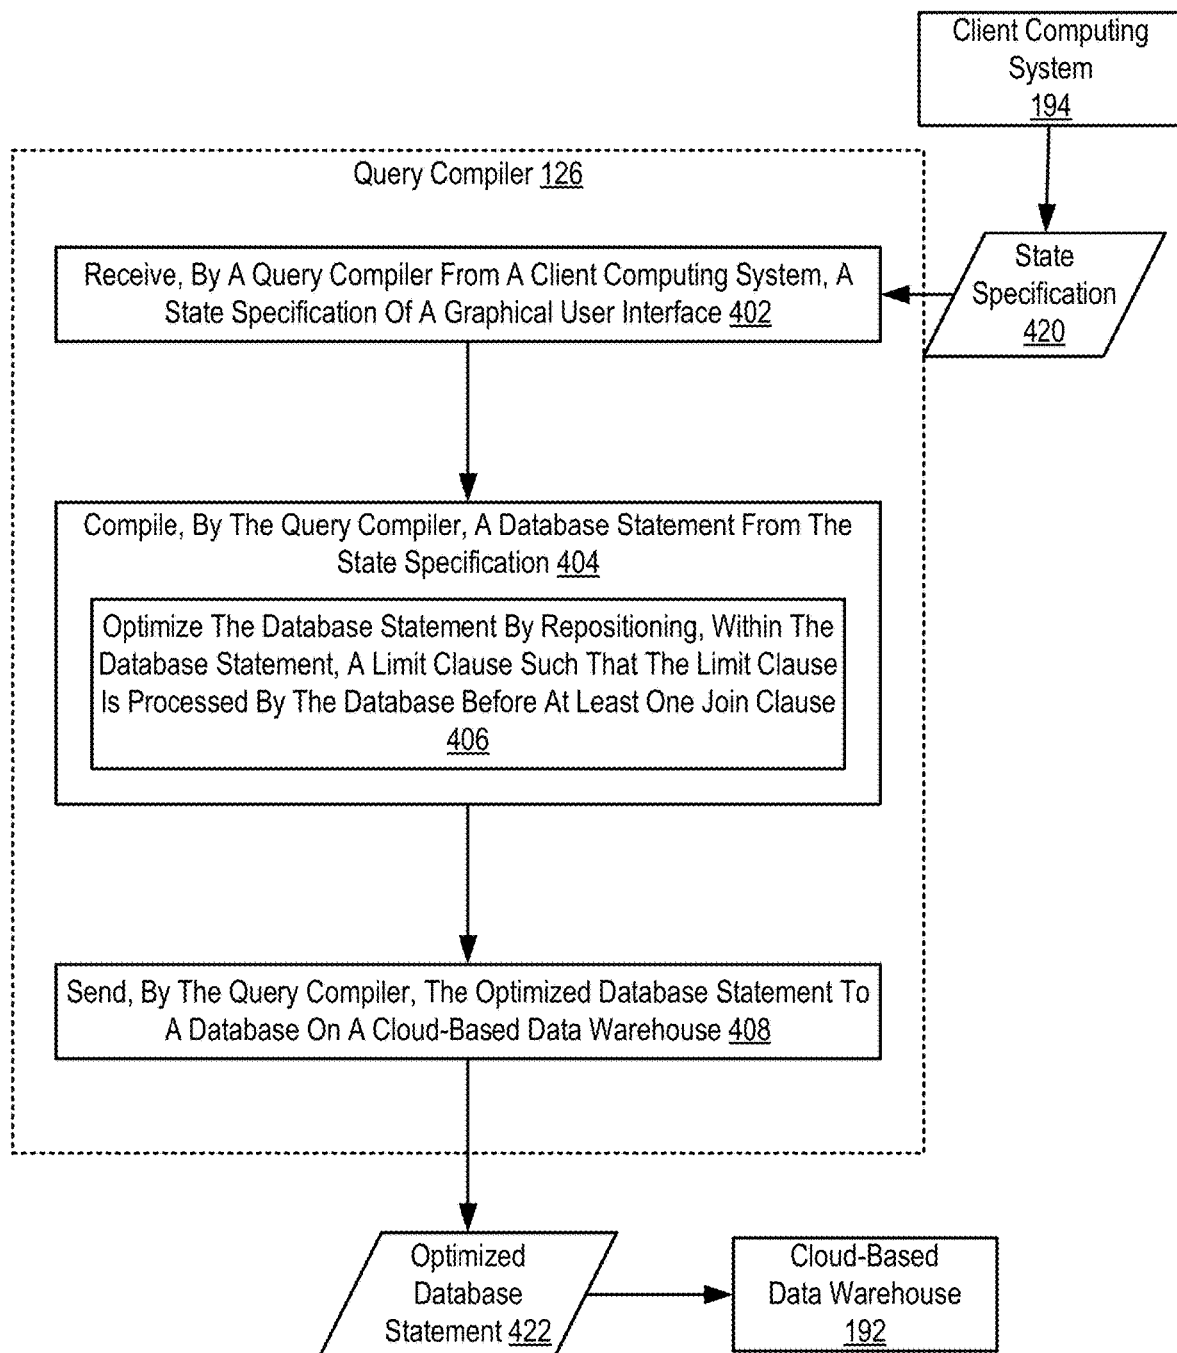 Client Computing
System
194
Query Compiler 126
Receive, By A Query Compiler From A Client Computing System, A
State Specification Of A Graphical User Interface 402
State
Specification
420
Compile, By The Query Compiler, A Database Statement From The
State Specification 404
Optimize The Database Statement By Repositioning, Within The
Database Statement, A Limit Clause Such That The Limit Clause
Is Processed By The Database Before At Least One Join Clause
406
Send, By The Query Compiler, The Optimized Database Statement To
A Database On A Cloud-Based Data Warehouse 408
Optimized
Database
Statement 422
Cloud-Based
Data Warehouse
192